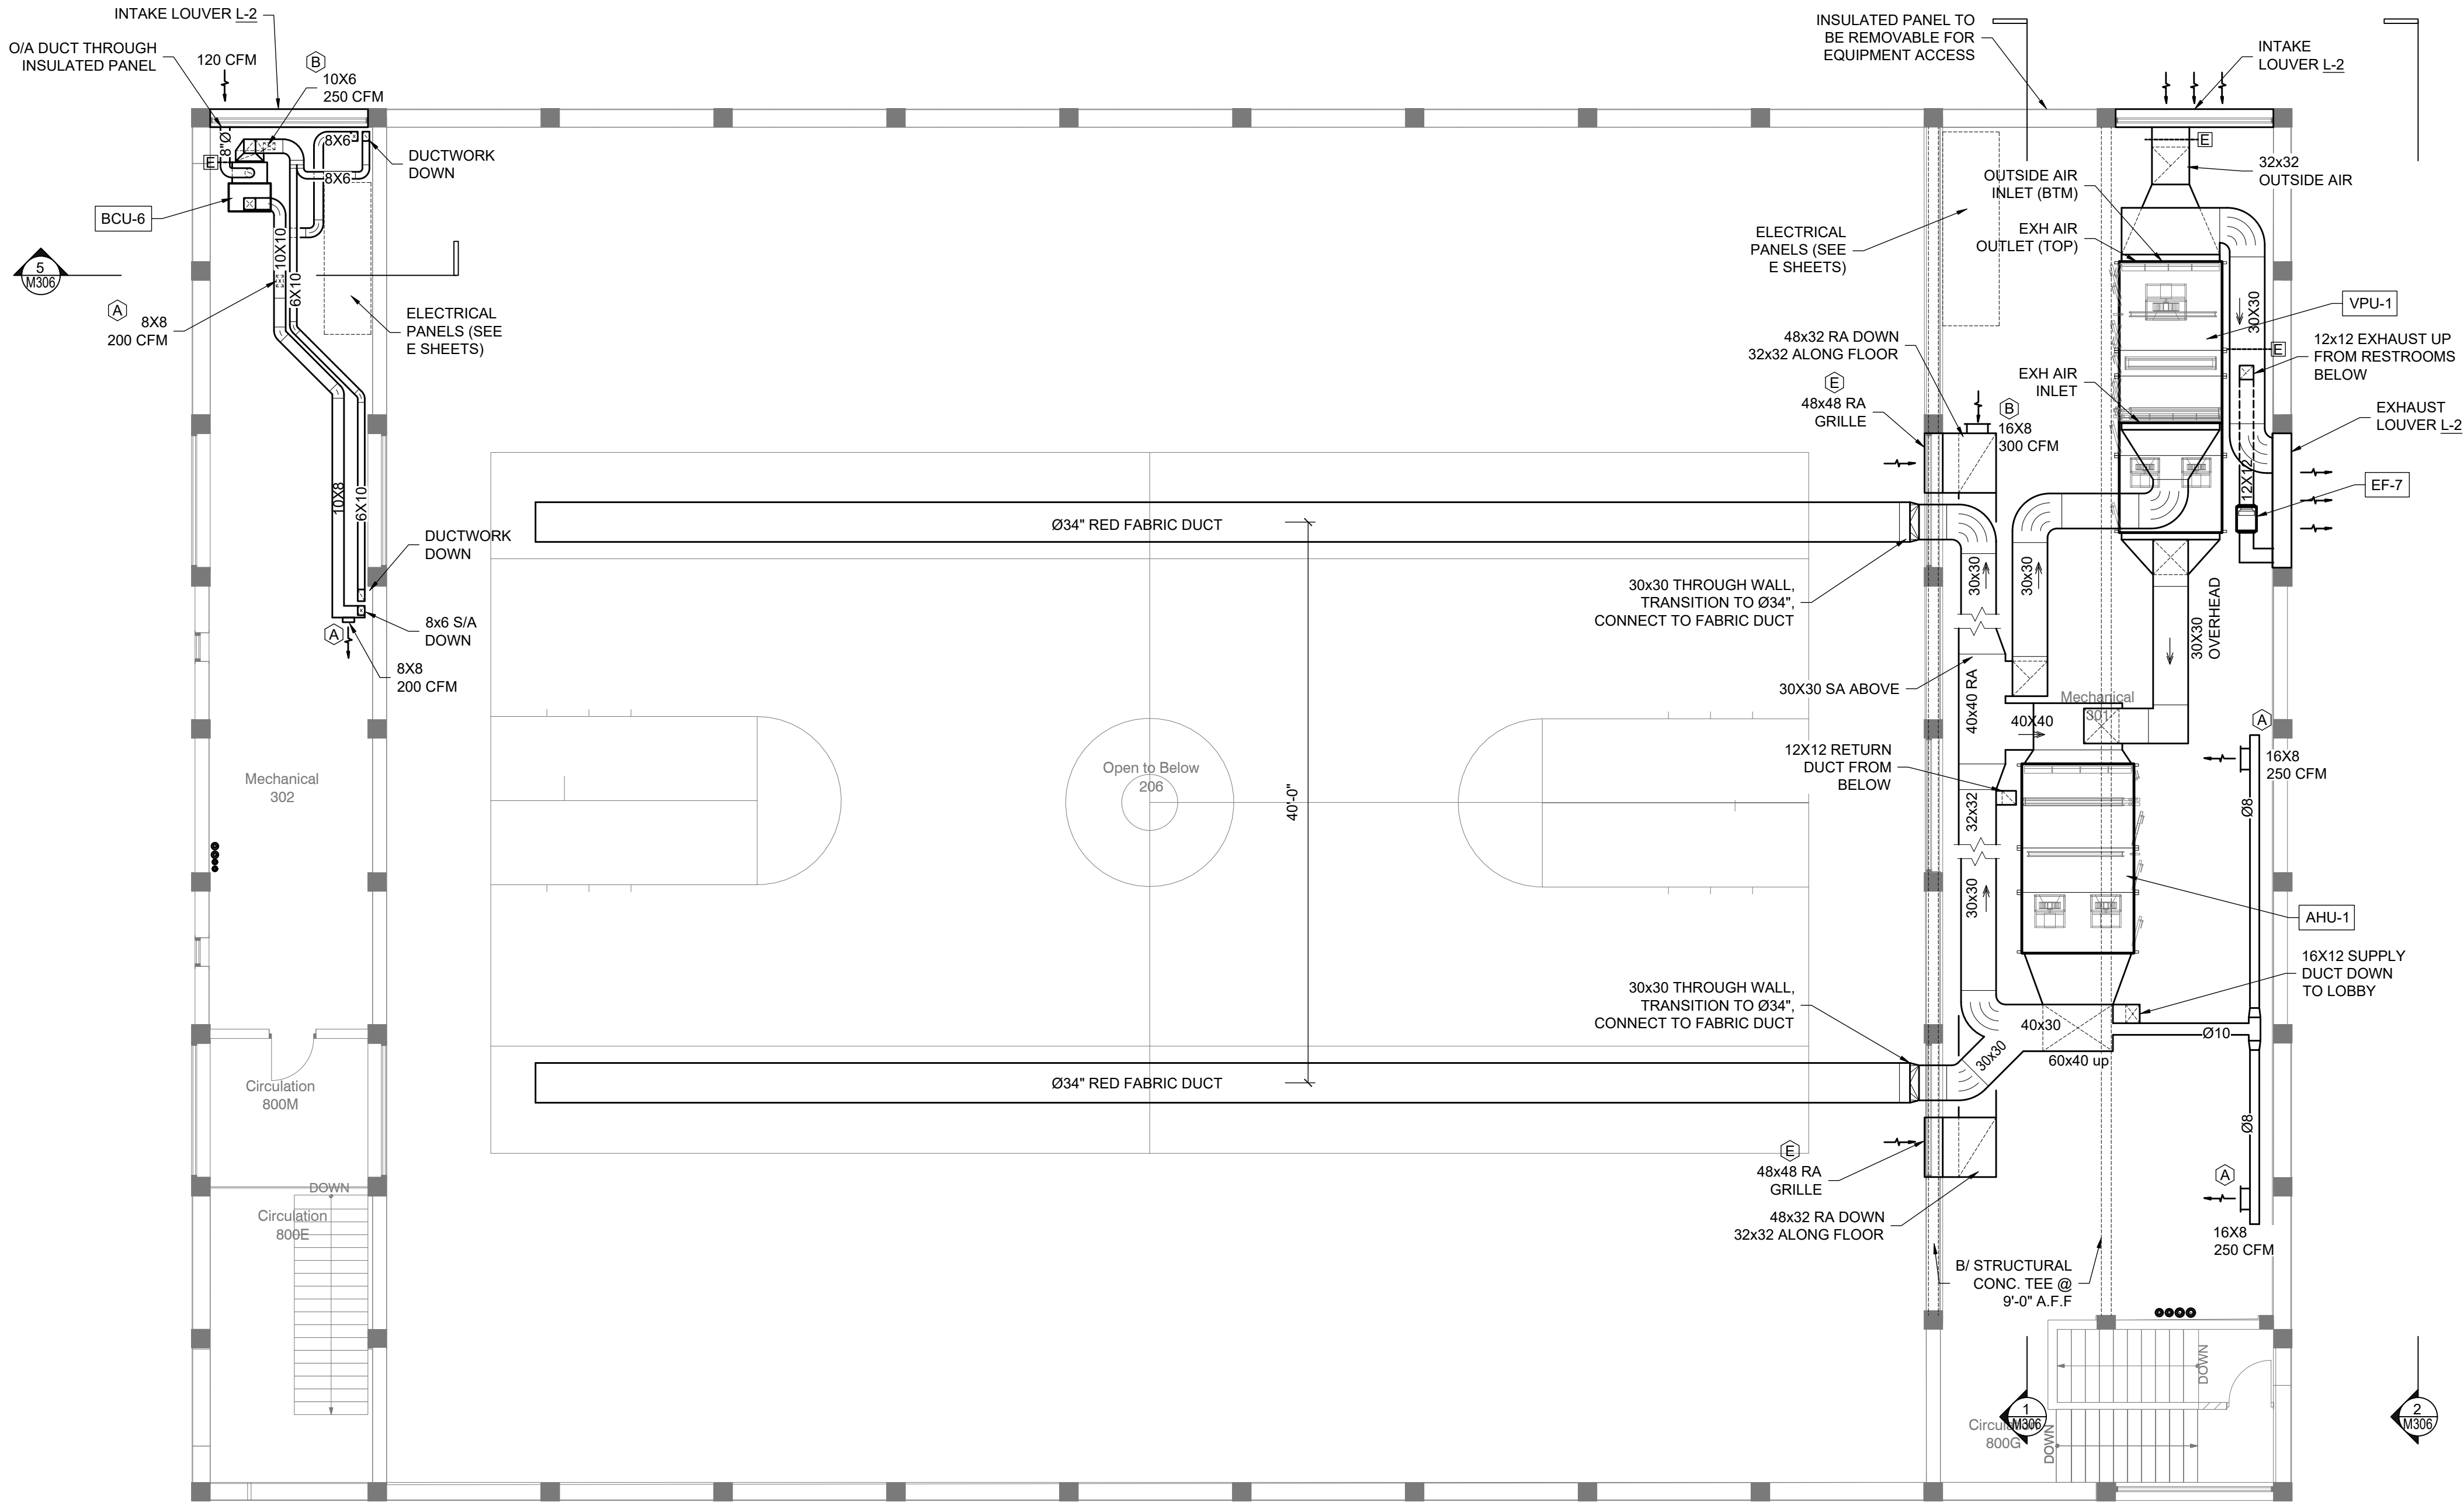 INTAKE LOUVER L-2
O/A DUCT THROUGH
INSULATED PANEL
120 CFM
B
10X6
250 CFM
8"Ø
E
8X6
8X6
DUCTWORK
DOWN
BCU-6
5
M306
10X10
6X10
A
8X8
200 CFM
ELECTRICAL
PANELS (SEE
E SHEETS)
10X8
6X10
DUCTWORK
DOWN
A
8x6 S/A
DOWN
8X8
200 CFM
Mechanical
302
Circulation
800M
DOWN
Circulation
800E
Ø34" RED FABRIC DUCT
40'-0"
Open to Below
206
Ø34" RED FABRIC DUCT
INSULATED PANEL TO
BE REMOVABLE FOR
EQUIPMENT ACCESS
INTAKE
LOUVER L-2
E
32x32
OUTSIDE AIR
OUTSIDE AIR
INLET (BTM)
EXH AIR
OUTLET (TOP)
ELECTRICAL
PANELS (SEE
E SHEETS)
VPU-1
30X30
E
12x12 EXHAUST UP
FROM RESTROOMS
BELOW
48x32 RA DOWN
32x32 ALONG FLOOR
EXH AIR
INLET
E
48x48 RA
GRILLE
B
16X8
300 CFM
EXHAUST
LOUVER L-2
12X12
EF-7
30x30 THROUGH WALL,
TRANSITION TO Ø34",
CONNECT TO FABRIC DUCT
30x30
30x30
30X30
OVERHEAD
30X30 SA ABOVE
40x40 RA
Mechanical
301
40X40
A
16X8
250 CFM
12X12 RETURN
DUCT FROM
BELOW
32x32
Ø8
30x30
AHU-1
16X12 SUPPLY
DUCT DOWN
TO LOBBY
30x30 THROUGH WALL,
TRANSITION TO Ø34",
CONNECT TO FABRIC DUCT
40x30
Ø10
30x30
60x40 up
Ø8
E
48x48 RA
GRILLE
A
48x32 RA DOWN
32x32 ALONG FLOOR
16X8
250 CFM
B/ STRUCTURAL
CONC. TEE @
9'-0" A.F.F
DOWN
1
M306
2
M306
Circulation
800G
DOWN